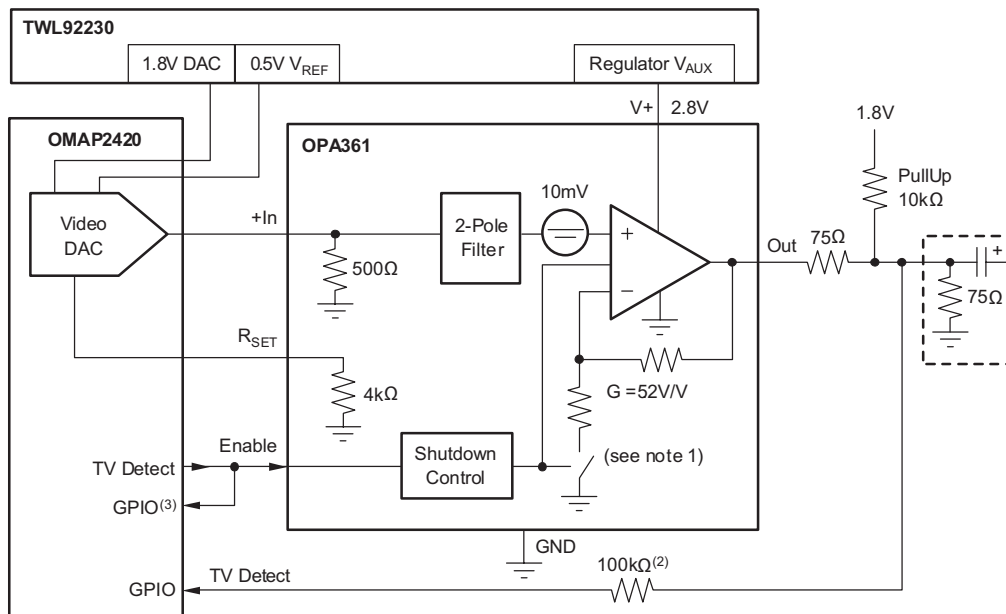 TWL92230
1.8V DAC
0.5V VREF
Regulator VAUX
V+
2.8V
OMAP2420
OPA361
1.8V
PullUp
10kΩ
Video
DAC
+In
2-Pole
Filter
10mV
+
−
500Ω
Out
75Ω
+
75Ω
RSET
4kΩ
G =52V/V
Enable
Shutdown
Control
(see note 1)
TV Detect
GPIO(3)
GND
100kΩ(2)
TV Detect
GPIO